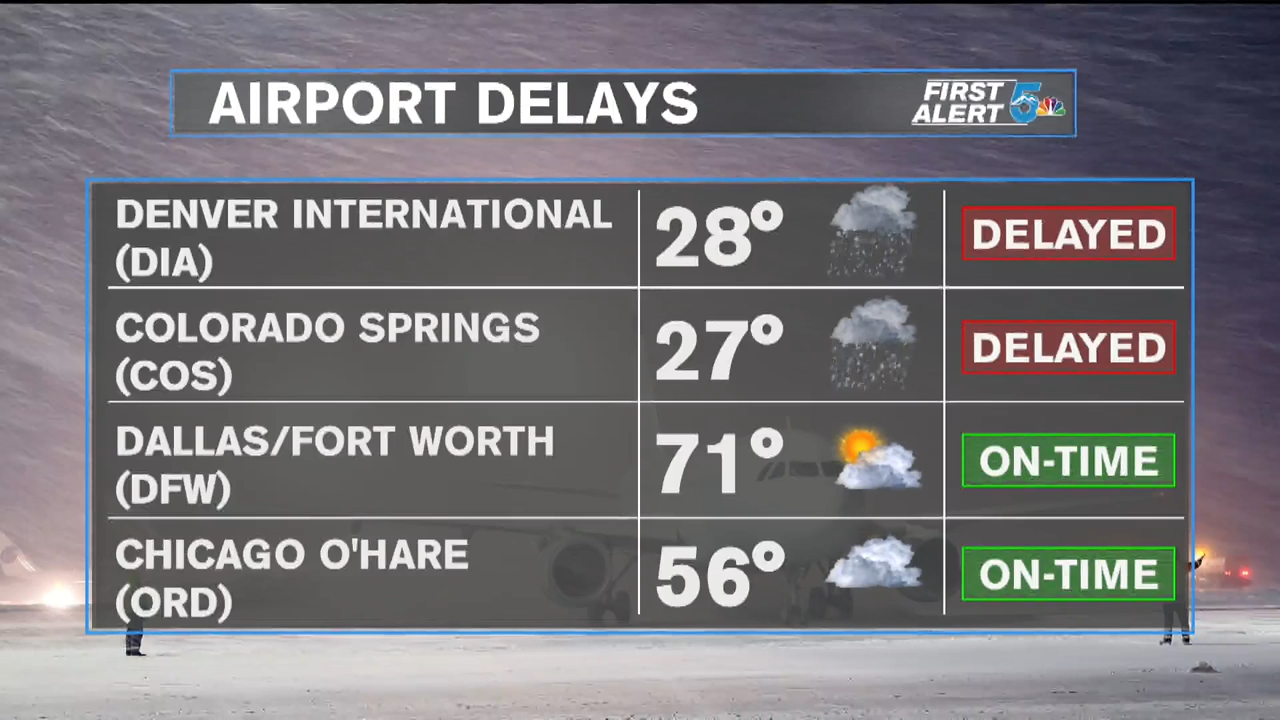 AIRPORT DELAYS
FIRST
ALERT 5
DENVER INTERNATIONAL
(DIA)
28°
DELAYED
COLORADO SPRINGS
(COS)
27°
DELAYED
DALLAS/FORT WORTH
(DFW)
71°
ON-TIME
CHICAGO O'HARE
(ORD)
56°
ON-TIME